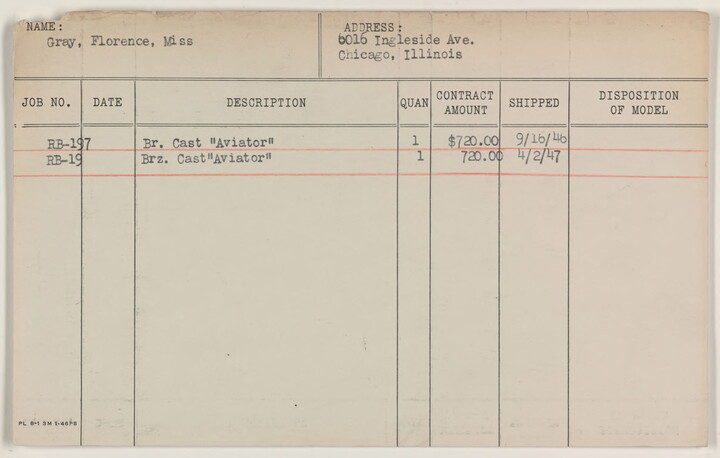 NAME:
Gray, Florence, Miss
ADDRESS:
6016 Ingleside Ave.
Chicago, Illinois
JOB NO. DATE DESCRIPTION QUAN CONTRACT AMOUNT SHIPPED DISPOSITION OF MODEL
RB-197 Br. Cast "Aviator" 1 $720.00 9/16/46
RB-19 Brz. Cast"Aviator" 1 720.00 4/2/47